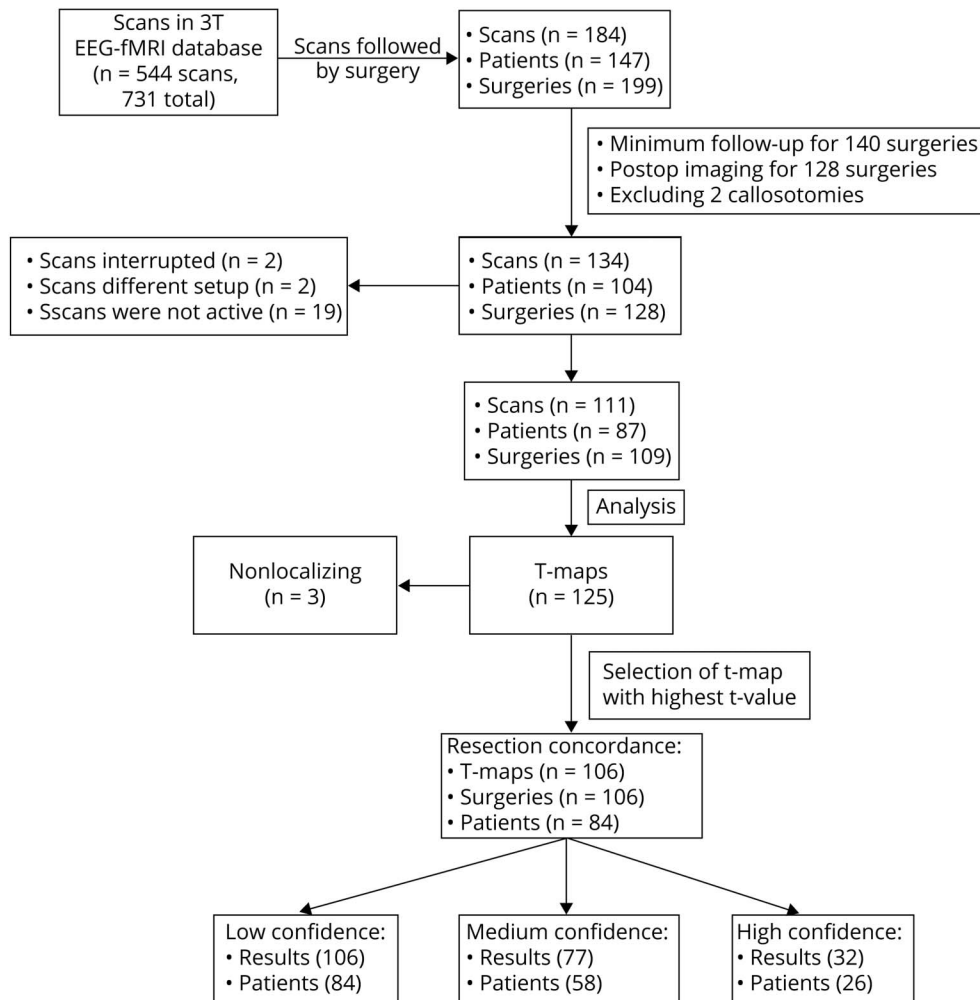 Scans in 3T
EEG-fMRI database
(n = 544 scans,
731 total)
Scans followed
by surgery
• Scans (n = 184)
• Patients (n = 147)
• Surgeries (n = 199)
• Minimum follow-up for 140 surgeries
• Postop imaging for 128 surgeries
• Excluding 2 callosotomies
• Scans interrupted (n = 2)
• Scans different setup (n = 2)
• Sscans were not active (n = 19)
• Scans (n = 134)
• Patients (n = 104)
• Surgeries (n = 128)
• Scans (n = 111)
• Patients (n = 87)
• Surgeries (n = 109)
Analysis
Nonlocalizing
(n = 3)
T-maps
(n = 125)
Selection of t-map
with highest t-value
Resection concordance:
• T-maps (n = 106)
• Surgeries (n = 106)
• Patients (n = 84)
Low confidence:
• Results (106)
• Patients (84)
Medium confidence:
• Results (77)
• Patients (58)
High confidence:
• Results (32)
• Patients (26)